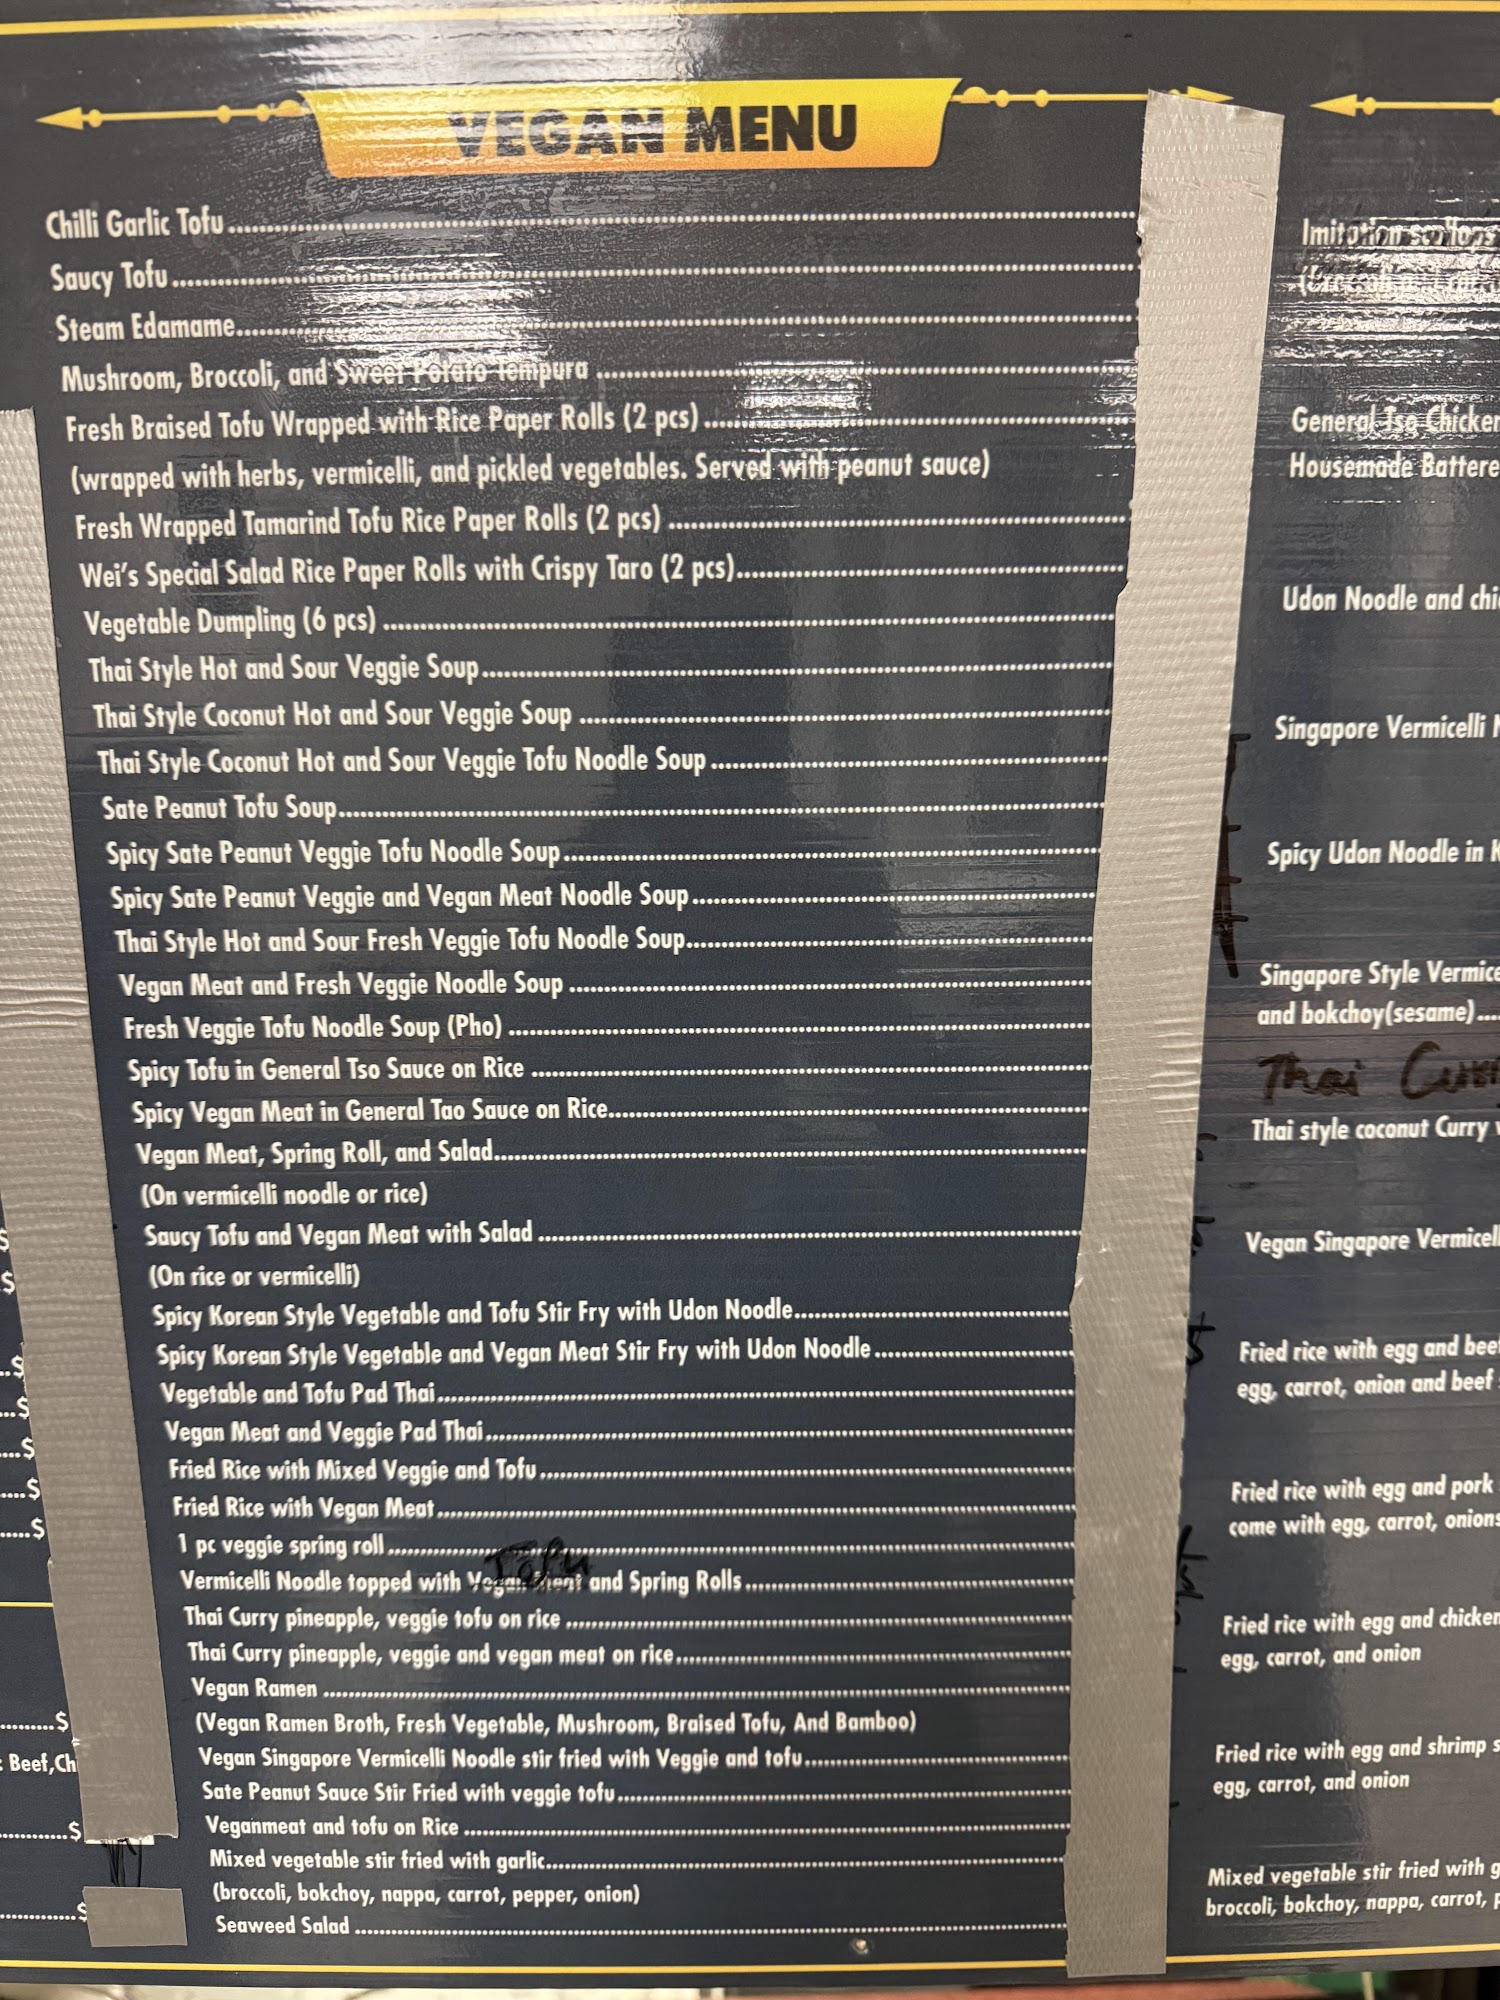 VEGAN MENU
Chilli Garlic Tofu
Saucy Tofu
Steam Edamame
Mushroom, Broccoli, and Sweet Potato Tempura
Fresh Braised Tofu Wrapped with Rice Paper Rolls (2 pcs)
(wrapped with herbs, vermicelli, and pickled vegetables. Served with peanut sauce)
Fresh Wrapped Tamarind Tofu Rice Paper Rolls (2 pcs)
Wei's Special Salad Rice Paper Rolls with Crispy Taro (2 pcs)
Vegetable Dumpling (6 pcs)
Thai Style Hot and Sour Veggie Soup
Thai Style Coconut Hot and Sour Veggie Soup
Thai Style Coconut Hot and Sour Veggie Tofu Noodle Soup
Sate Peanut Tofu Soup
Spicy Sate Peanut Veggie Tofu Noodle Soup
Spicy Sate Peanut Veggie and Vegan Meat Noodle Soup
Thai Style Hot and Sour Fresh Veggie Tofu Noodle Soup
Vegan Meat and Fresh Veggie Noodle Soup
Fresh Veggie Tofu Noodle Soup (Pho)
Spicy Tofu in General Tso Sauce on Rice
Spicy Vegan Meat in General Tao Sauce on Rice
Vegan Meat, Spring Roll, and Salad
(On vermicelli noodle or rice)
Saucy Tofu and Vegan Meat with Salad
(On rice or vermicelli)
Spicy Korean Style Vegetable and Tofu Stir Fry with Udon Noodle
Spicy Korean Style Vegetable and Vegan Meat Stir Fry with Udon Noodle
Vegetable and Tofu Pad Thai
Vegan Meat and Veggie Pad Thai
Fried Rice with Mixed Veggie and Tofu
Fried Rice with Vegan Meat
1 pc veggie spring roll
Tofu
Vermicelli Noodle topped with Vegan Meat and Spring Rolls
Thai Curry pineapple, veggie tofu on rice
Thai Curry pineapple, veggie and vegan meat on rice
Vegan Ramen
(Vegan Ramen Broth, Fresh Vegetable, Mushroom, Braised Tofu, And Bamboo)
Vegan Singapore Vermicelli Noodle stir fried with Veggie and tofu
Sate Peanut Sauce Stir Fried with veggie tofu
Veganmeat and tofu on Rice
Mixed vegetable stir fried with garlic
(broccoli, bokchoy, nappa, carrot, pepper, onion)
Seaweed Salad
Imitation
General Tso Chicken
Housemade Battere
Udon Noodle and chi
Singapore Vermicelli
Spicy Udon Noodle in K
Singapore Style Vermice
and bokchoy(sesame)
Thai Curry
Thai style coconut Curry
Vegan Singapore Vermicell
Fried rice with egg and beef
egg, carrot, onion and beef
Fried rice with egg and pork
come with egg, carrot, onions
Fried rice with egg and chicken
egg, carrot, and onion
Fried rice with egg and shrimp s
egg, carrot, and onion
Mixed vegetable stir fried with g
broccoli, bokchoy, nappa, carrot, p
$
$
$
$
$
$
$
$
: Beef,Ch
$
$